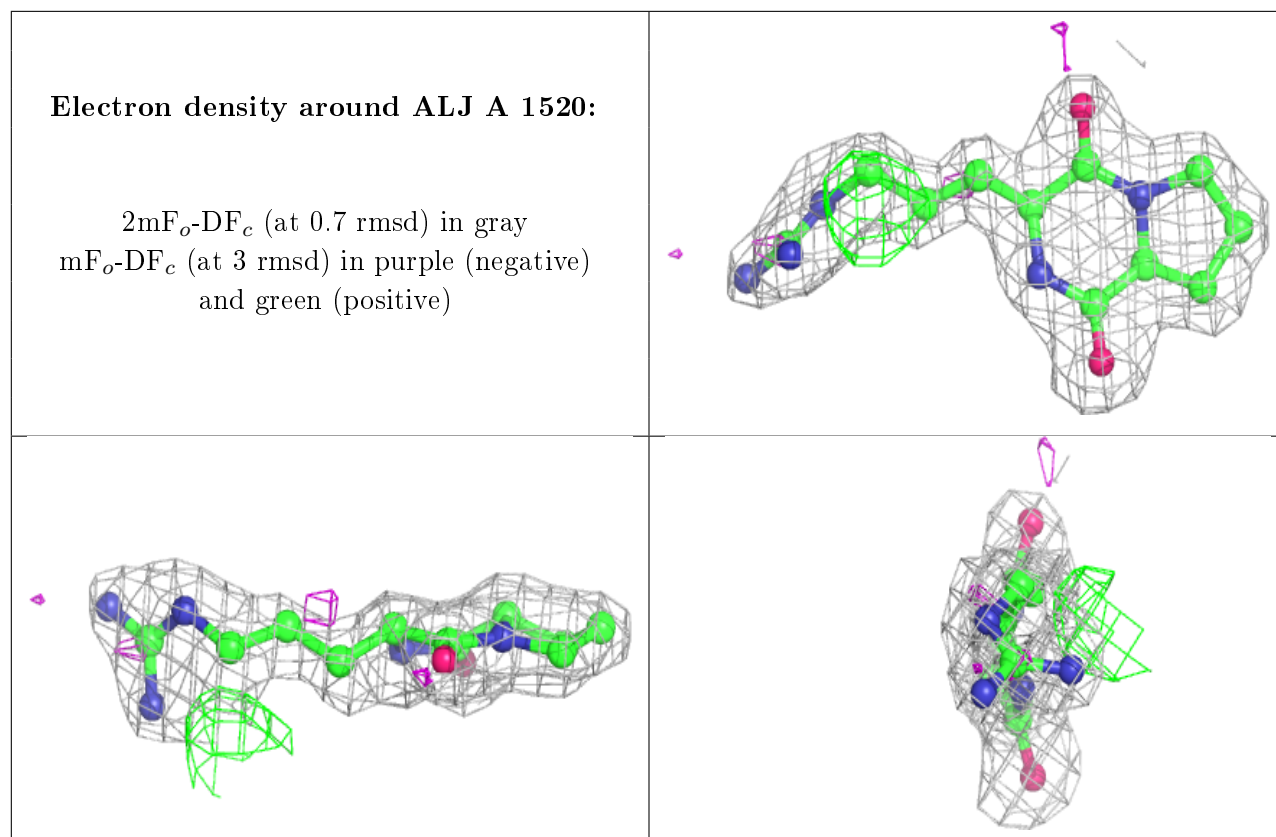 Electron density around ALJ A 1520:
2mFₒ-DF𝒸 (at 0.7 rmsd) in gray
mFₒ-DF𝒸 (at 3 rmsd) in purple (negative)
and green (positive)